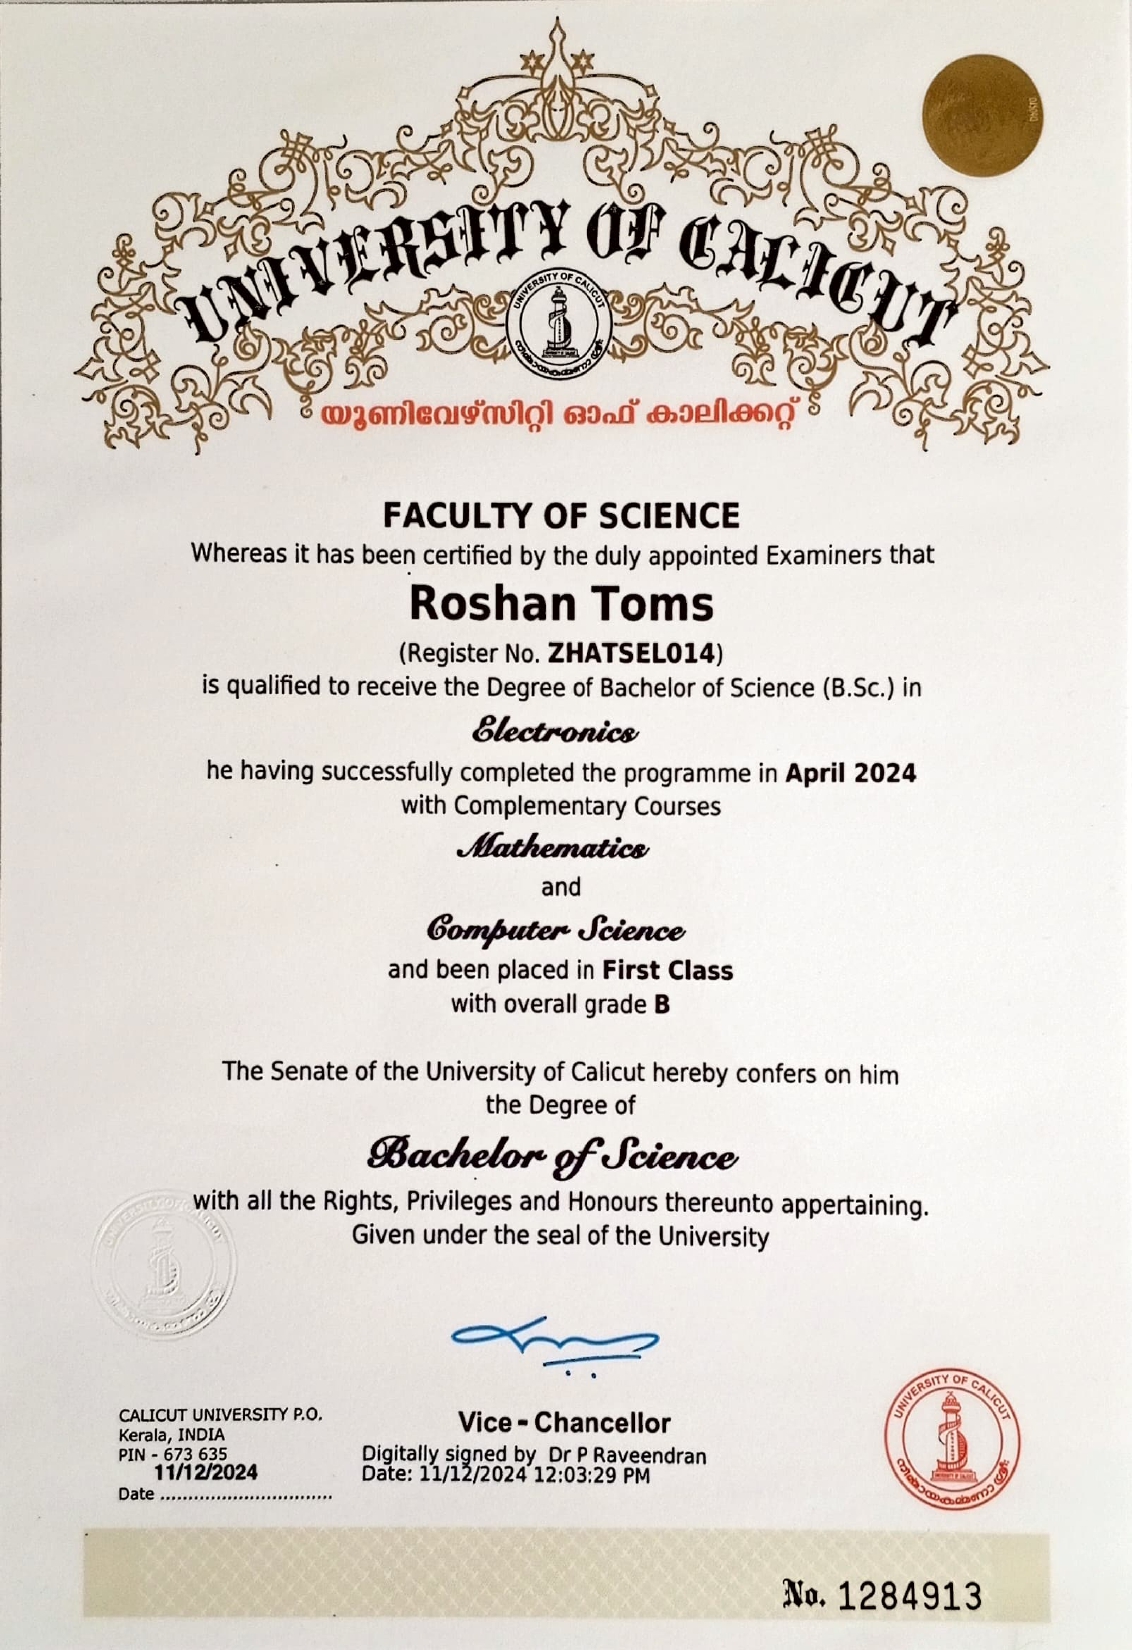 UNIVERSITY OF CALICUT
UNIVERSITY OF CALICUT
യൂണിവേഴ്സിറ്റി ഓഫ് കാലിക്കറ്റ്
FACULTY OF SCIENCE
Whereas it has been certified by the duly appointed Examiners that
Roshan Toms
(Register No. ZHATSEL014)
is qualified to receive the Degree of Bachelor of Science (B.Sc.) in
Electronics
he having successfully completed the programme in April 2024
with Complementary Courses
Mathematics
and
Computer Science
and been placed in First Class
with overall grade B
The Senate of the University of Calicut hereby confers on him
the Degree of
Bachelor of Science
with all the Rights, Privileges and Honours thereunto appertaining.
Given under the seal of the University
CALICUT UNIVERSITY P.O.
Kerala, INDIA
PIN - 673 635
11/12/2024
Date ...............................
Vice - Chancellor
Digitally signed by Dr P Raveendran
Date: 11/12/2024 12:03:29 PM
UNIVERSITY OF CALICUT
No. 1284913